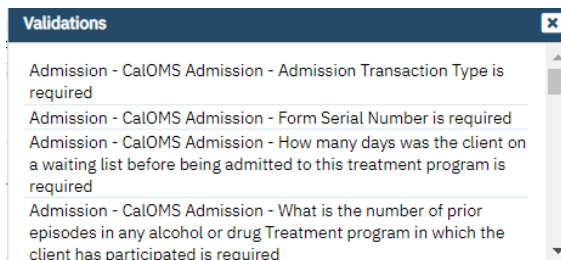 Validations
Admission - CalOMS Admission - Admission Transaction Type is
required
Admission - CalOMS Admission - Form Serial Number is required
Admission - CalOMS Admission - How many days was the client on
a waiting list before being admitted to this treatment program is
required
Admission - CalOMS Admission - What is the number of prior
episodes in any alcohol or drug Treatment program in which the
client has participated is required